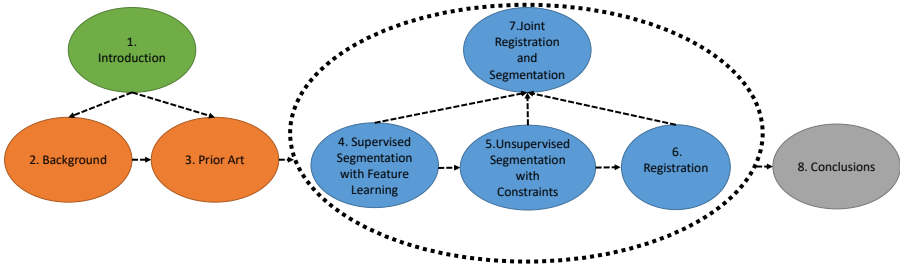 1.
Introduction
2. Background
3. Prior Art
7.Joint
Registration
and
Segmentation
4. Supervised
Segmentation
with Feature
Learning
5.Unsupervised
Segmentation
with
Constraints
6.
Registration
8. Conclusions